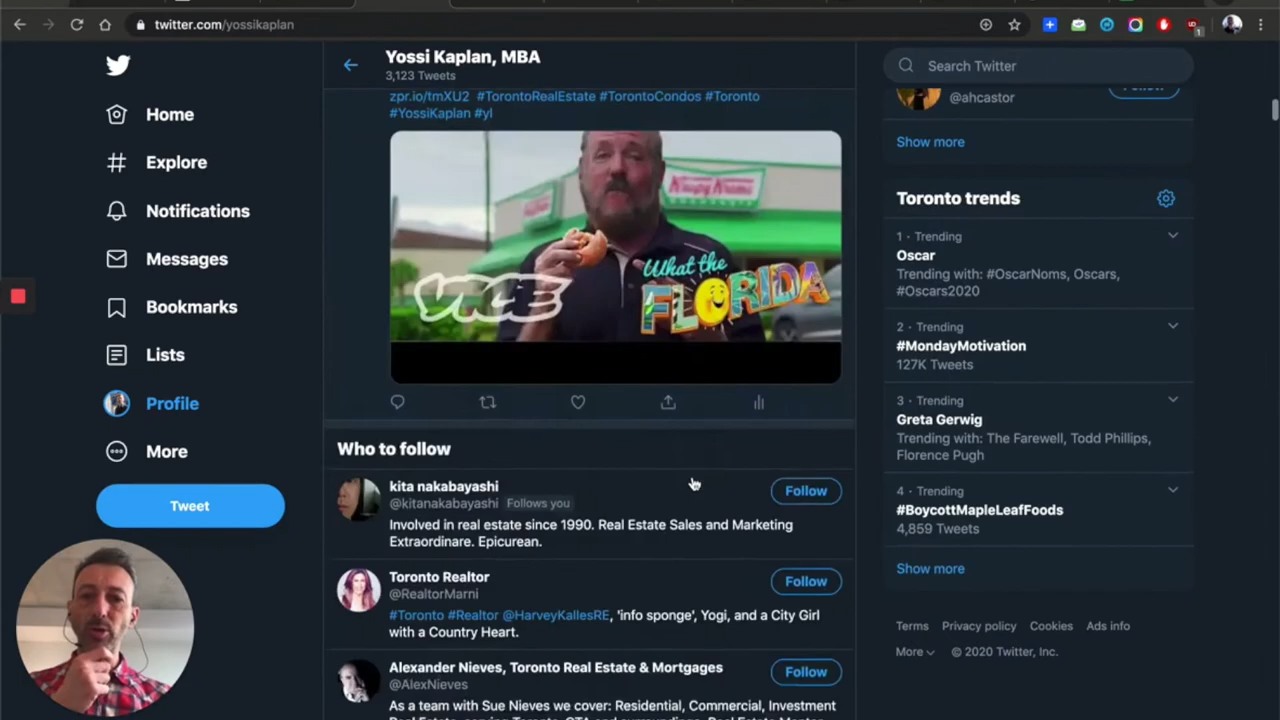 twitter.com/yossikaplan
1
Yossi Kaplan, MBA
3,123 Tweets
Home
Explore
Notifications
Messages
Bookmarks
Lists
Profile
More
Tweet
zpr.io/tmXU2 #TorontoRealEstate #TorontoCondos #Toronto
#YossiKaplan #yl
Krispy Kreme
VICE
What the
FLORIDA
Who to follow
kita nakabayashi
@kitanakabayashi Follows you
Follow
Involved in real estate since 1990. Real Estate Sales and Marketing
Extraordinare. Epicurean.
Toronto Realtor
@RealtorMarni
Follow
#Toronto #Realtor @HarveyKallesRE, 'info sponge', Yogi, and a City Girl
with a Country Heart.
Alexander Nieves, Toronto Real Estate & Mortgages
@AlexNieves
Follow
As a team with Sue Nieves we cover: Residential, Commercial, Investment
Search Twitter
@ahcastor
Show more
Toronto trends
1 · Trending
Oscar
Trending with: #OscarNoms, Oscars,
#Oscars2020
2 · Trending
#MondayMotivation
127K Tweets
3 · Trending
Greta Gerwig
Trending with: The Farewell, Todd Phillips,
Florence Pugh
4 · Trending
#BoycottMapleLeafFoods
4,859 Tweets
Show more
Terms Privacy policy Cookies Ads info
More © 2020 Twitter, Inc.